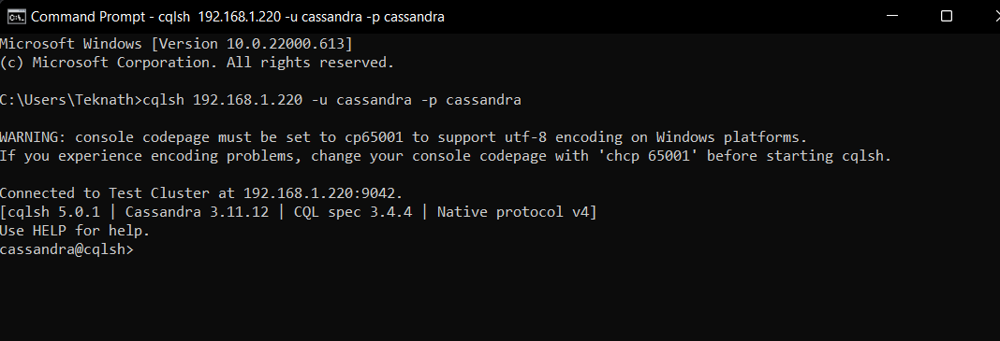 Command Prompt - cqlsh  192.168.1.220 -u cassandra -p cassandra
Microsoft Windows [Version 10.0.22000.613]
(c) Microsoft Corporation. All rights reserved.
C:\Users\Teknath>cqlsh 192.168.1.220 -u cassandra -p cassandra
WARNING: console codepage must be set to cp65001 to support utf-8 encoding on Windows platforms.
If you experience encoding problems, change your console codepage with 'chcp 65001' before starting cqlsh.
Connected to Test Cluster at 192.168.1.220:9042.
[cqlsh 5.0.1 | Cassandra 3.11.12 | CQL spec 3.4.4 | Native protocol v4]
Use HELP for help.
cassandra@cqlsh>